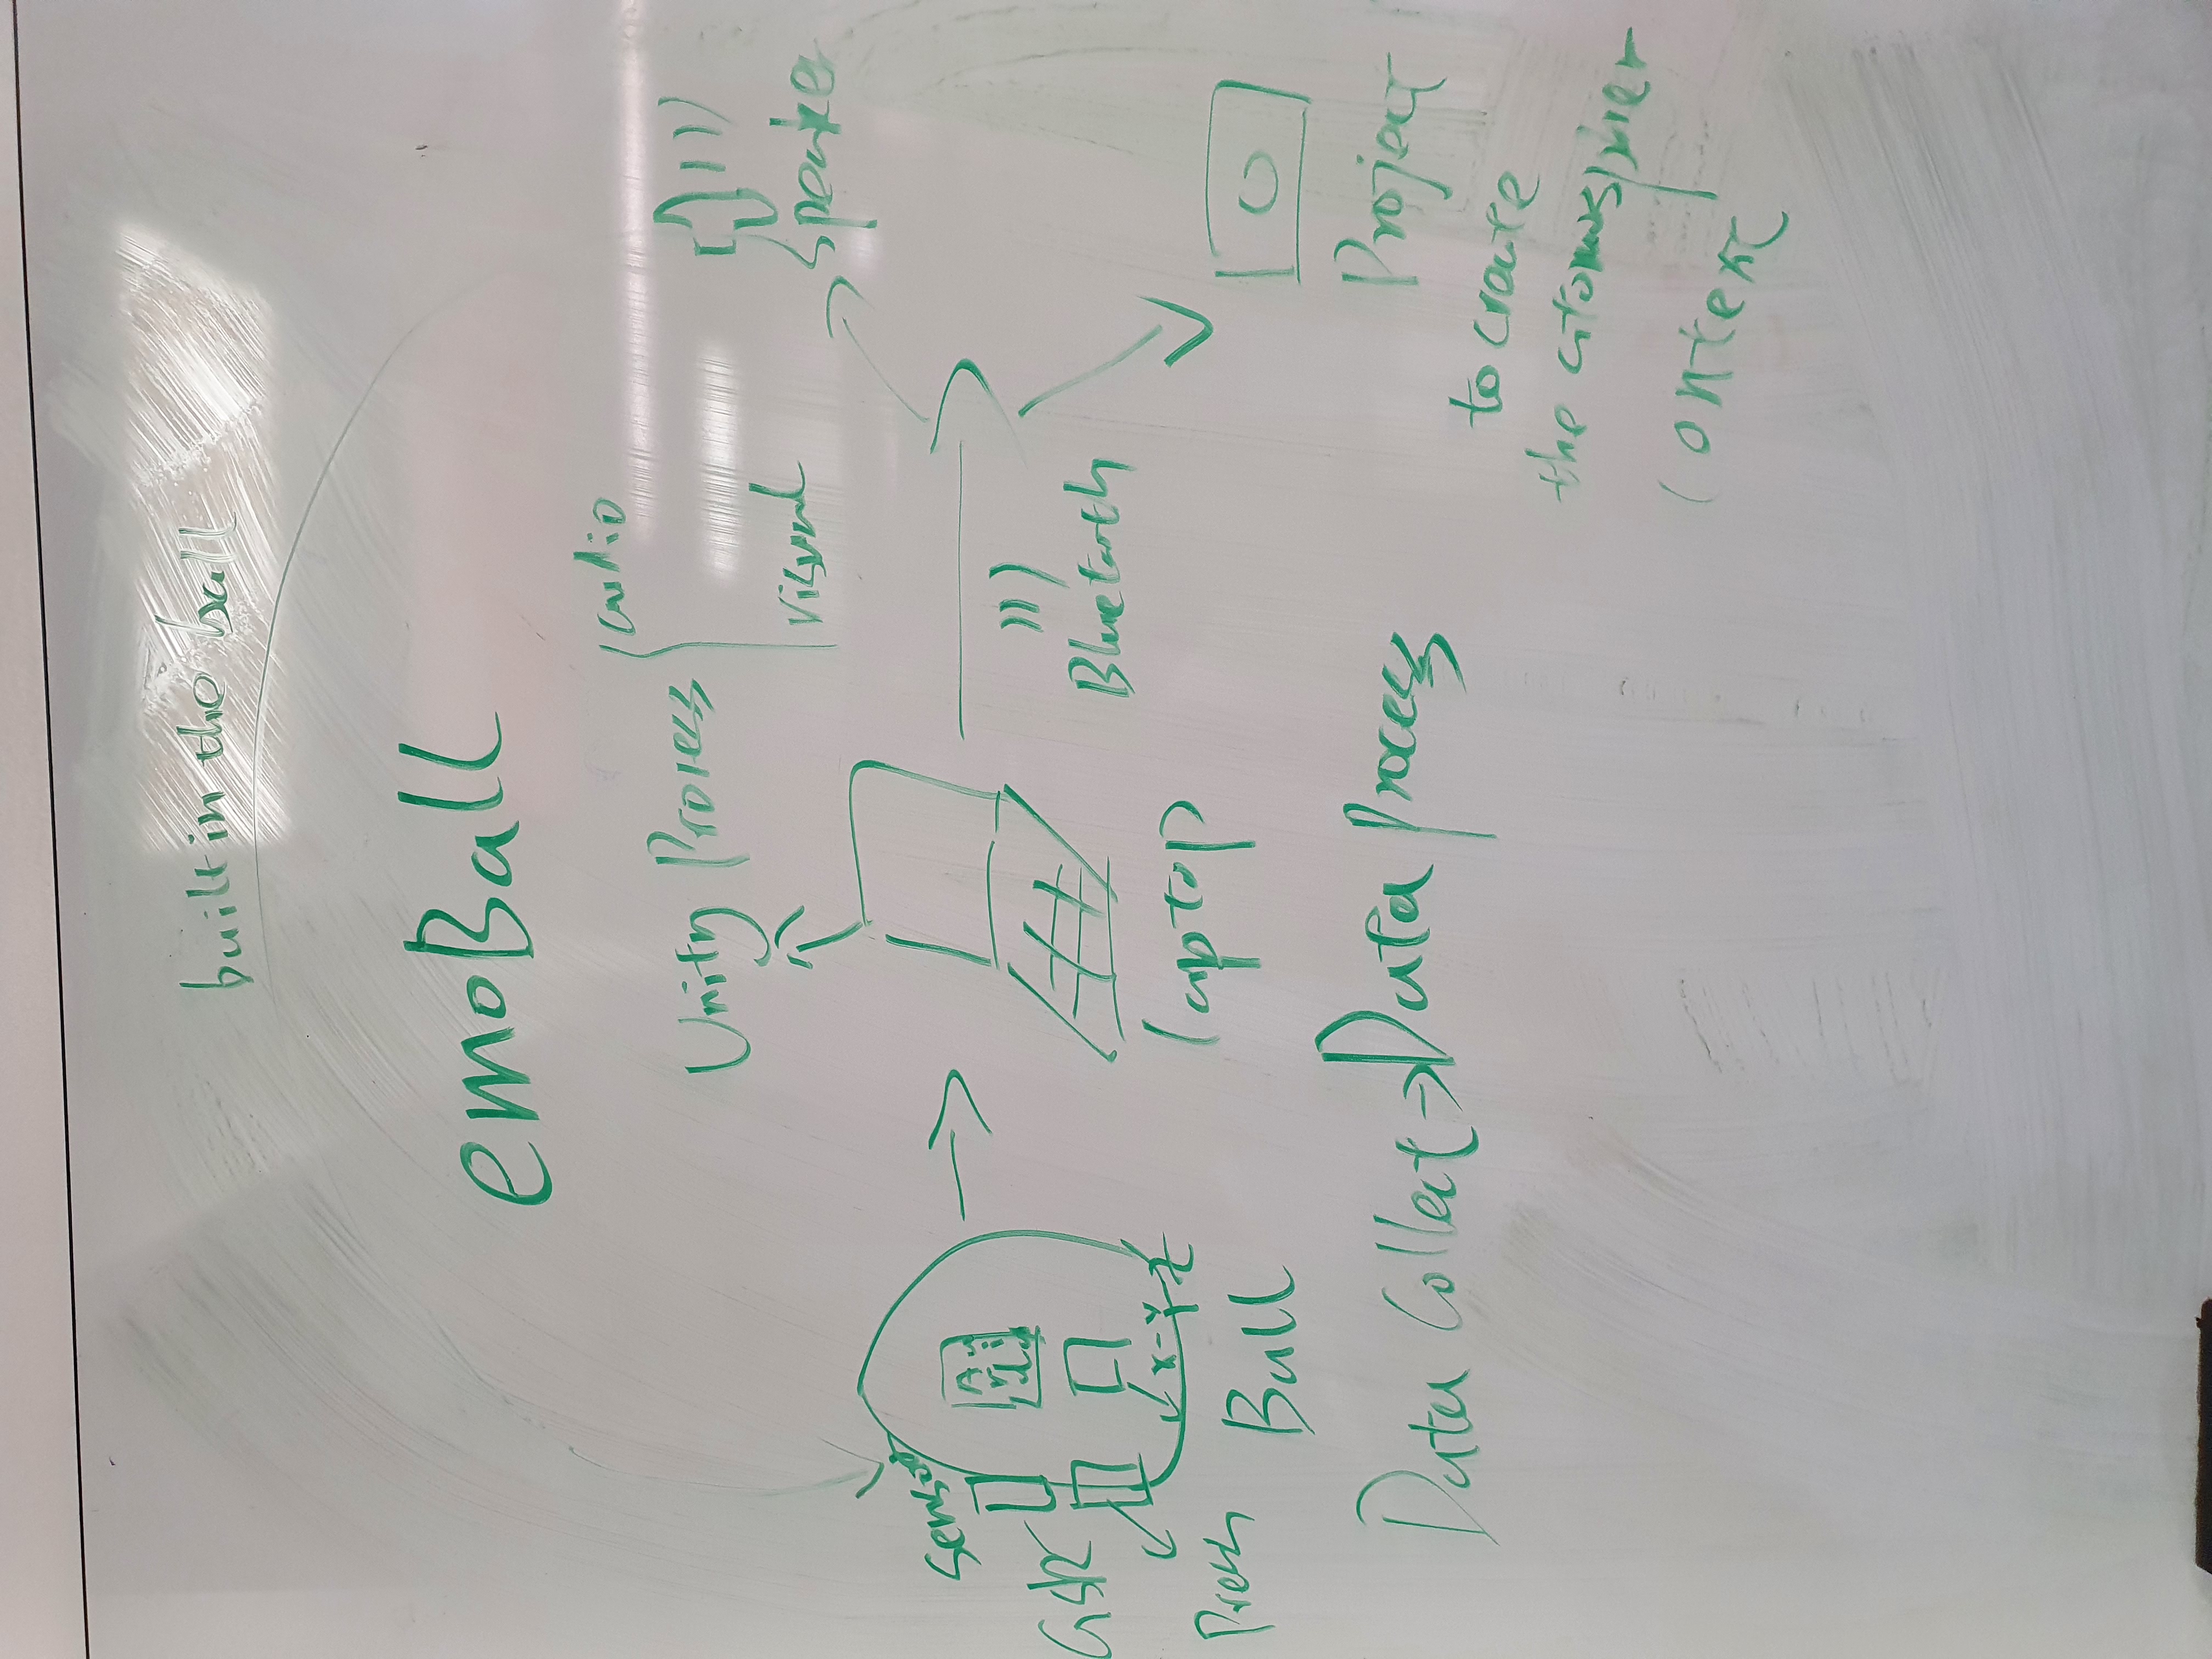 built in the ball
emoBall
Unity Process
audio
visual
Speaker
Sensor
Gsr
Press
X-Y-Z
Ball
laptop
Bluetooth
Data Collect → Data Process
Project
to create
the atomospher
context